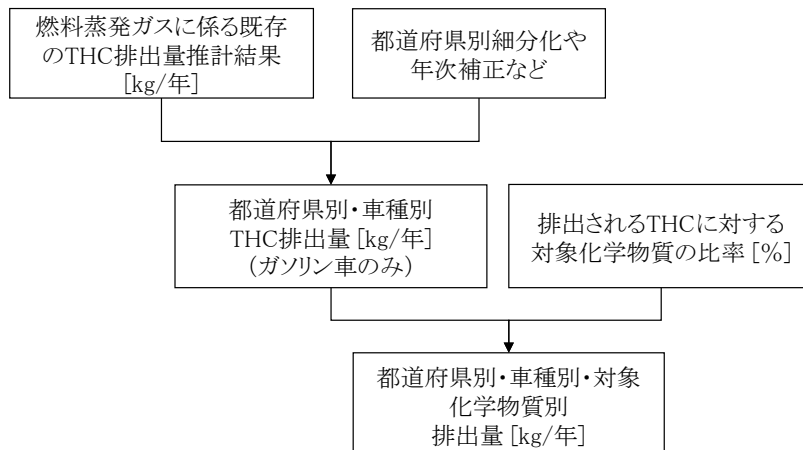 燃料蒸発ガスに係る既存
のTHC排出量推計結果
[kg/年]
都道府県別細分化や
年次補正など
都道府県別・車種別
THC排出量[kg/年]
(ガソリン車のみ)
排出されるTHCに対する
対象化学物質の比率[%]
都道府県別・車種別・対象
化学物質別
排出量[kg/年]